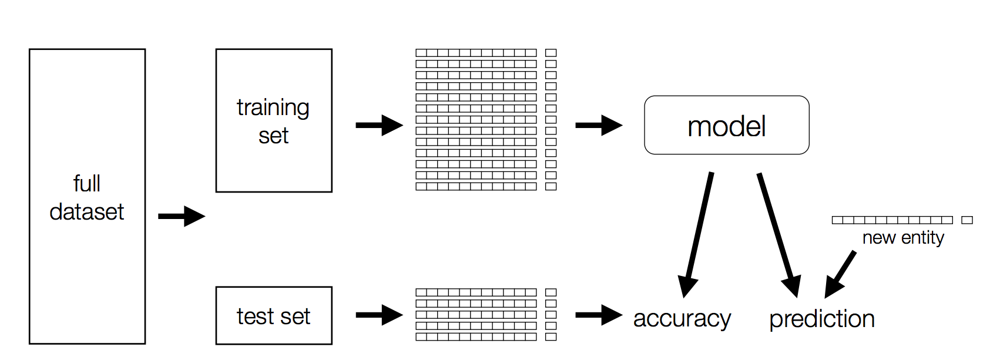 full
dataset
training
set
test set
model
new entity
accuracy
prediction